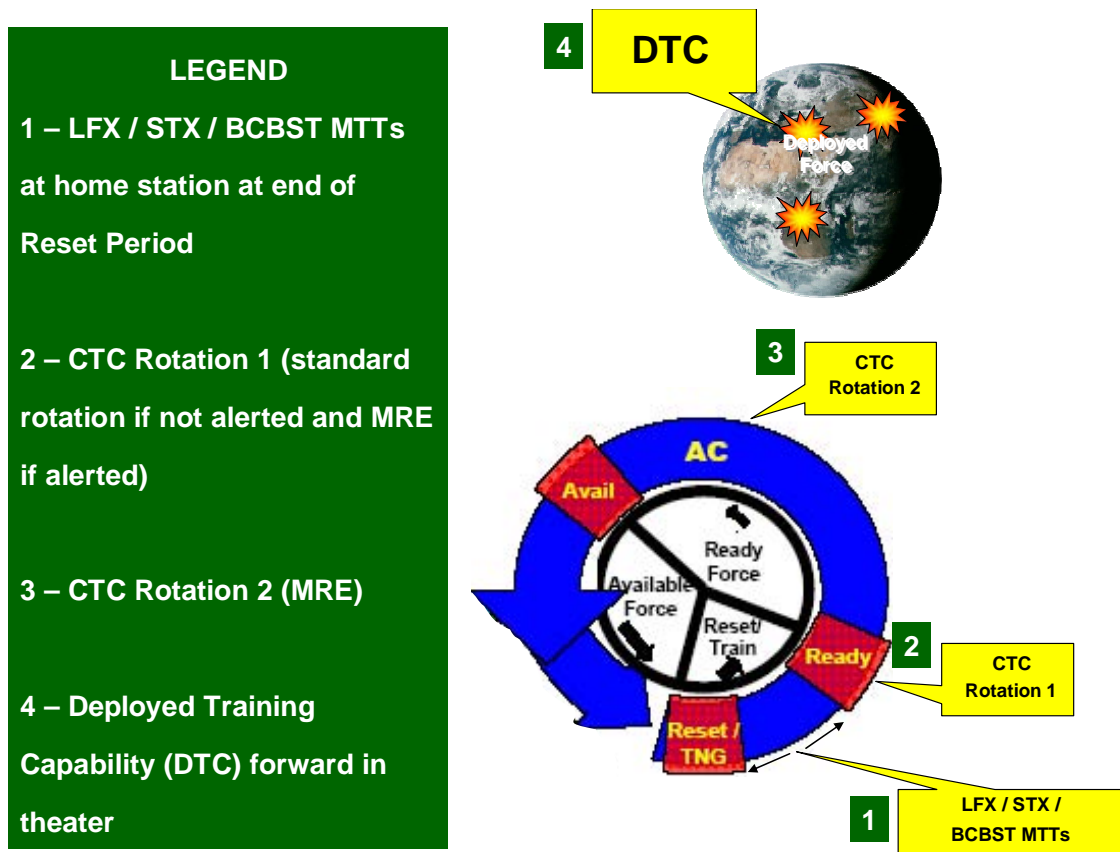 LEGEND
1 – LFX / STX / BCBST MTTs
at home station at end of
Reset Period
2 – CTC Rotation 1 (standard
rotation if not alerted and MRE
if alerted)
3 – CTC Rotation 2 (MRE)
4 – Deployed Training
Capability (DTC) forward in
theater
4
DTC
Deployed
Force
3
CTC
Rotation 2
AC
Avail
Ready
Force
Available
Force
Reset/
Train
Ready
2
CTC
Rotation 1
Reset /
TNG
1
LFX / STX /
BCBST MTTs